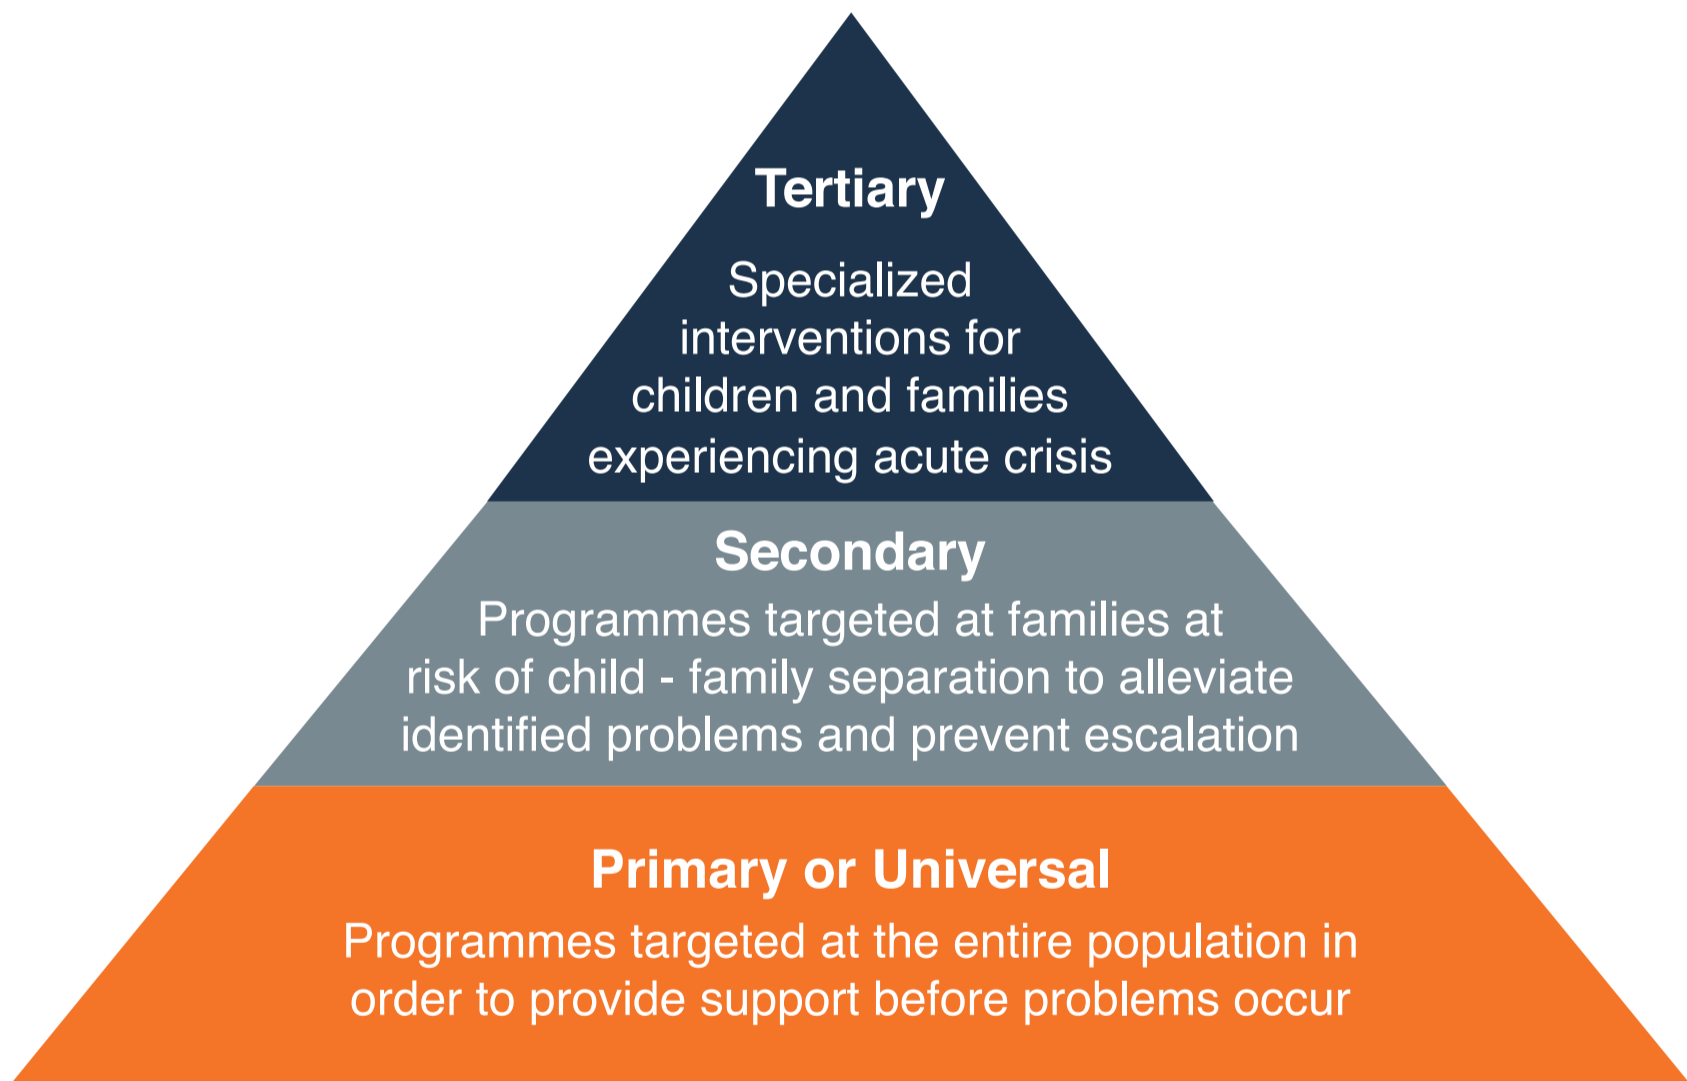 Tertiary
Specialized
interventions for
children and families
experiencing acute crisis
Secondary
Programmes targeted at families at
risk of child - family separation to alleviate
identified problems and prevent escalation
Primary or Universal
Programmes targeted at the entire population in
order to provide support before problems occur